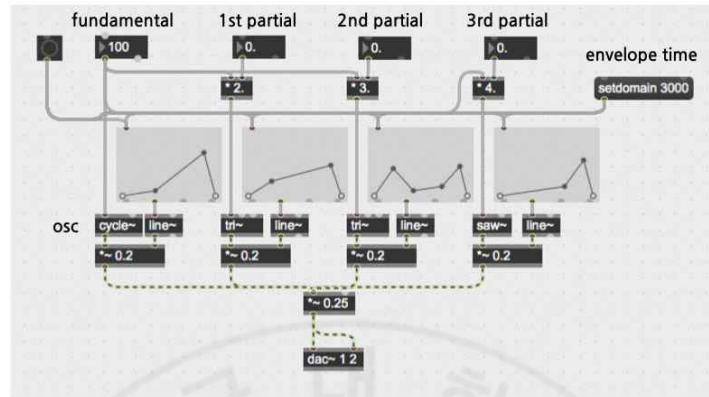 fundamental 1st partial 2nd partial 3rd partial
100 0. 0. 0.
envelope time
* 2. * 3. * 4. setdomain 3000
osc cycle~ line~ tri~ line~ tri~ line~ saw~ line~
*~ 0.2 *~ 0.2 *~ 0.2 *~ 0.2
*~ 0.25
dac~ 1 2